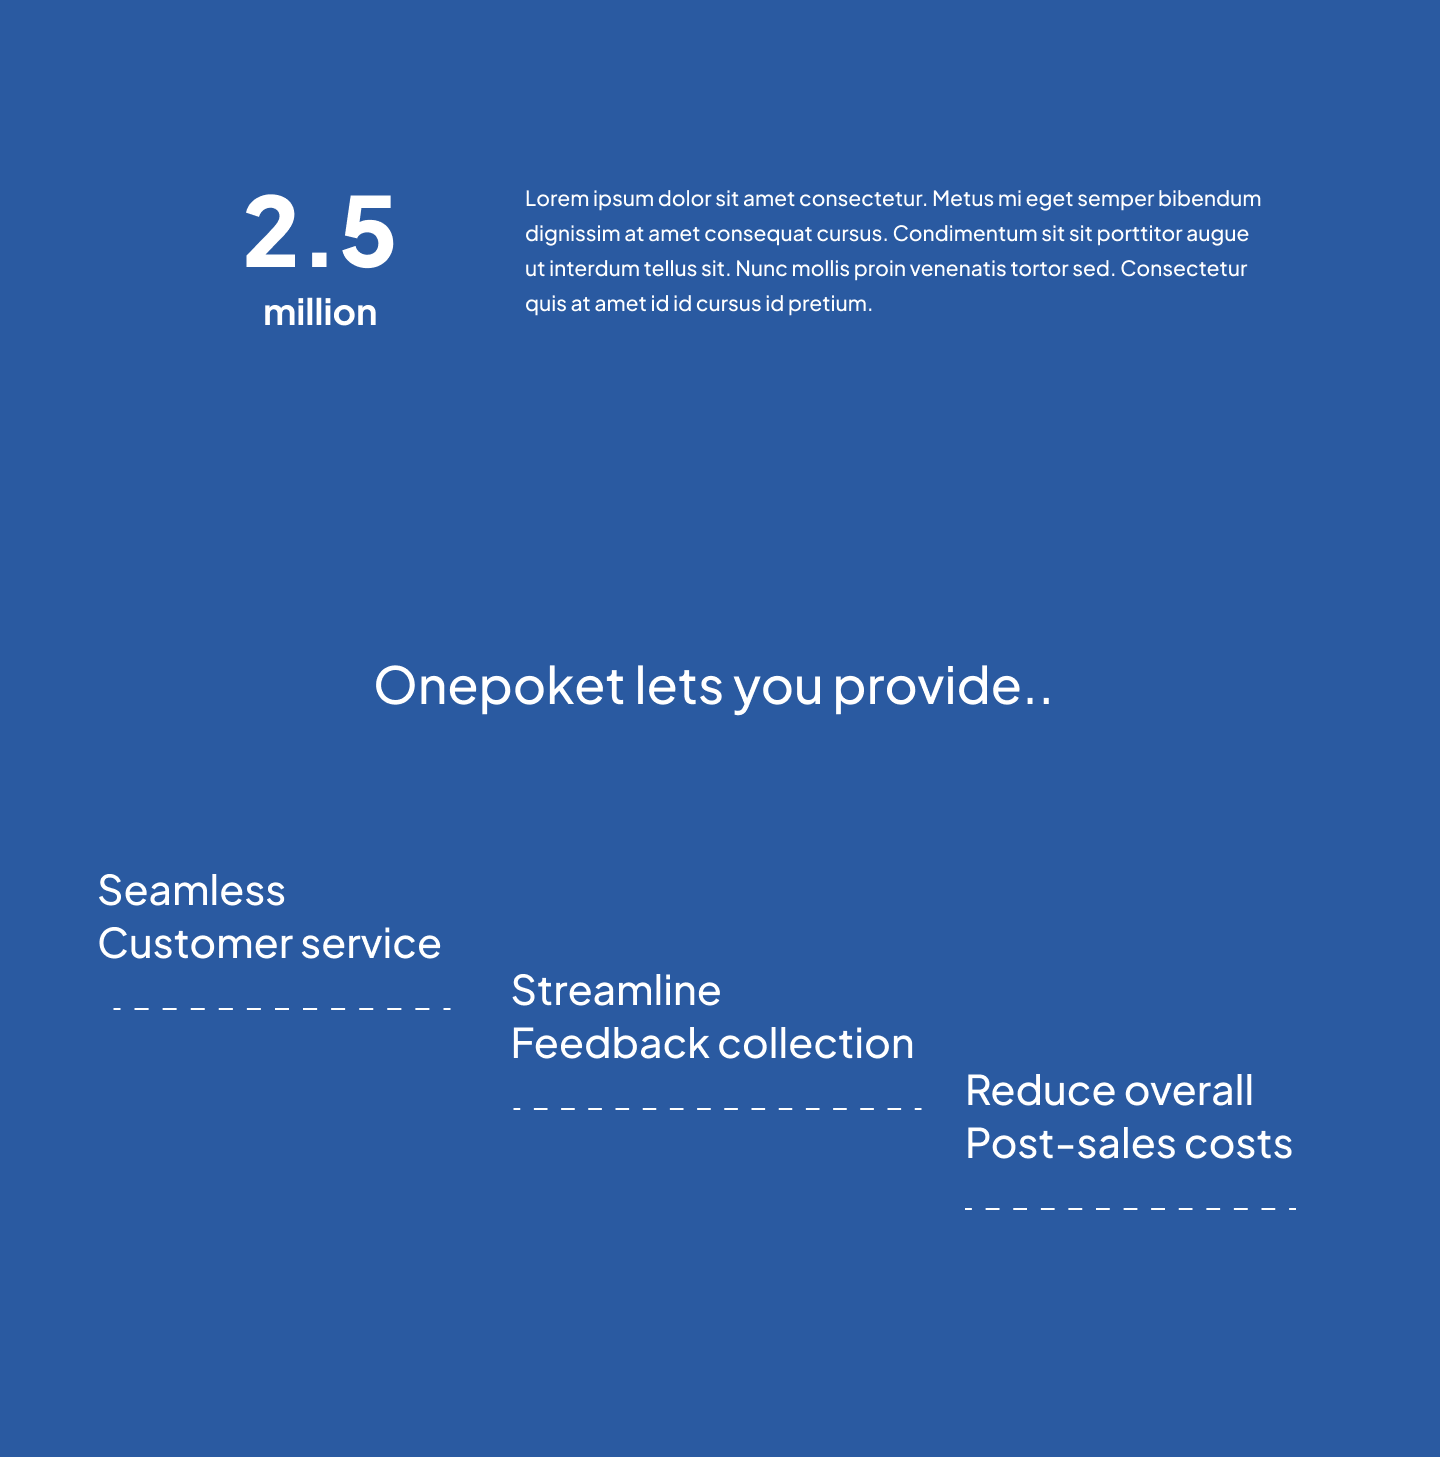 2.5
million
Lorem ipsum dolor sit amet consectetur. Metus mi eget semper bibendum
dignissim at amet consequat cursus. Condimentum sit sit porttitor augue
ut interdum tellus sit. Nunc mollis proin venenatis tortor sed. Consectetur
quis at amet id id cursus id pretium.
Onepoket lets you provide..
Seamless
Customer service
Streamline
Feedback collection
Reduce overall
Post-sales costs